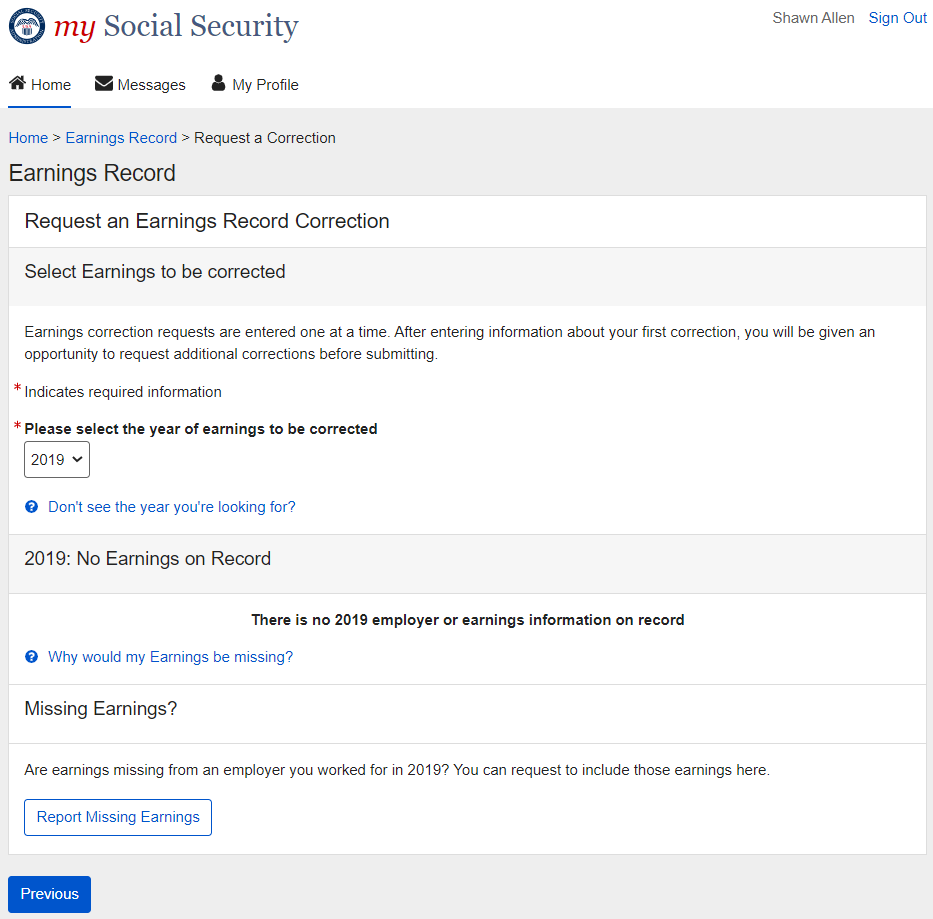 my Social Security
Shawn Allen Sign Out
Home Messages My Profile
Home > Earnings Record > Request a Correction
Earnings Record
Request an Earnings Record Correction
Select Earnings to be corrected
Earnings correction requests are entered one at a time. After entering information about your first correction, you will be given an
opportunity to request additional corrections before submitting.
* Indicates required information
* Please select the year of earnings to be corrected
2019
Don't see the year you're looking for?
2019: No Earnings on Record
There is no 2019 employer or earnings information on record
Why would my Earnings be missing?
Missing Earnings?
Are earnings missing from an employer you worked for in 2019? You can request to include those earnings here.
Report Missing Earnings
Previous